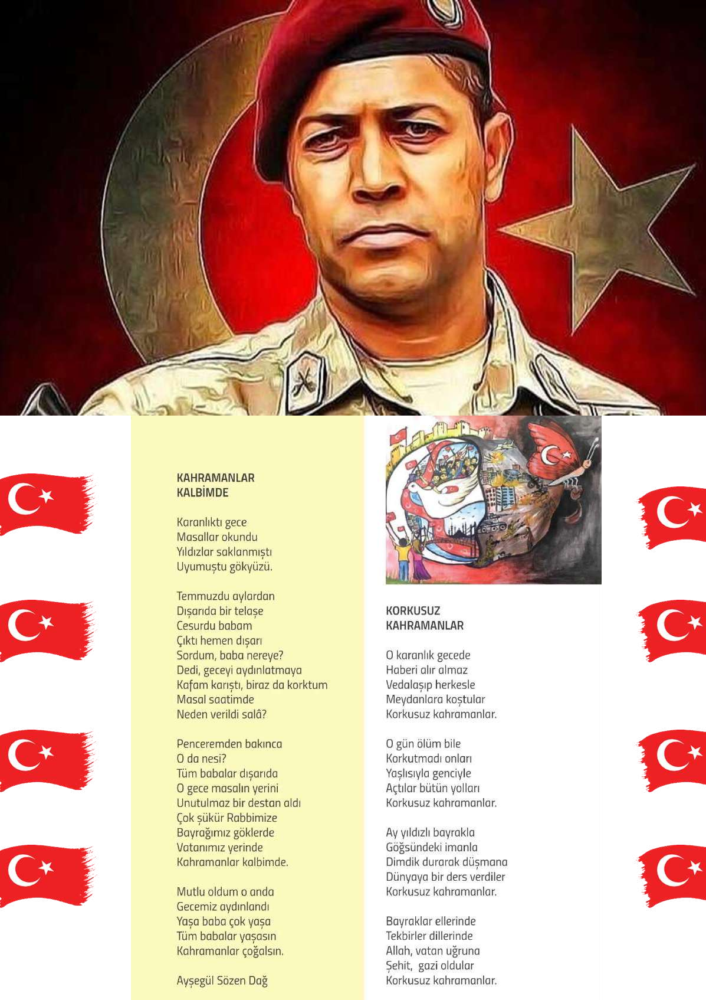 KAHRAMANLAR
KALBİMDE
Karanlıktı gece
Masallar okundu
Yıldızlar saklanmıştı
Uyumuştu gökyüzü.
Temmuzdu aylardan
Dışarıda bir telaşe
Cesurdu babam
Çıktı hemen dışarı
Sordum, baba nereye?
Dedi, geceyi aydınlatmaya
Kafam karıştı, biraz da korktum
Masal saatimde
Neden verildi salâ?
Penceremden bakınca
O da nesi?
Tüm babalar dışarıda
O gece masalın yerini
Unutulmaz bir destan aldı
Çok şükür Rabbimize
Bayrağımız göklerde
Vatanımız yerinde
Kahramanlar kalbimde.
Mutlu oldum o anda
Gecemiz aydınlandı
Yaşa baba çok yaşa
Tüm babalar yaşasın
Kahramanlar çoğalsın.
Ayşegül Sözen Dağ
KORKUSUZ
KAHRAMANLAR
O karanlık gecede
Haberi alır almaz
Vedalaşıp herkesle
Meydanlara koştular
Korkusuz kahramanlar.
O gün ölüm bile
Korkutmadı onları
Yaşlısıyla genciyle
Açtılar bütün yolları
Korkusuz kahramanlar.
Ay yıldızlı bayrakla
Göğsündeki imanla
Dimdik durarak düşmana
Dünyaya bir ders verdiler
Korkusuz kahramanlar.
Bayraklar ellerinde
Tekbirler dillerinde
Allah, vatan uğruna
Şehit, gazi oldular
Korkusuz kahramanlar.